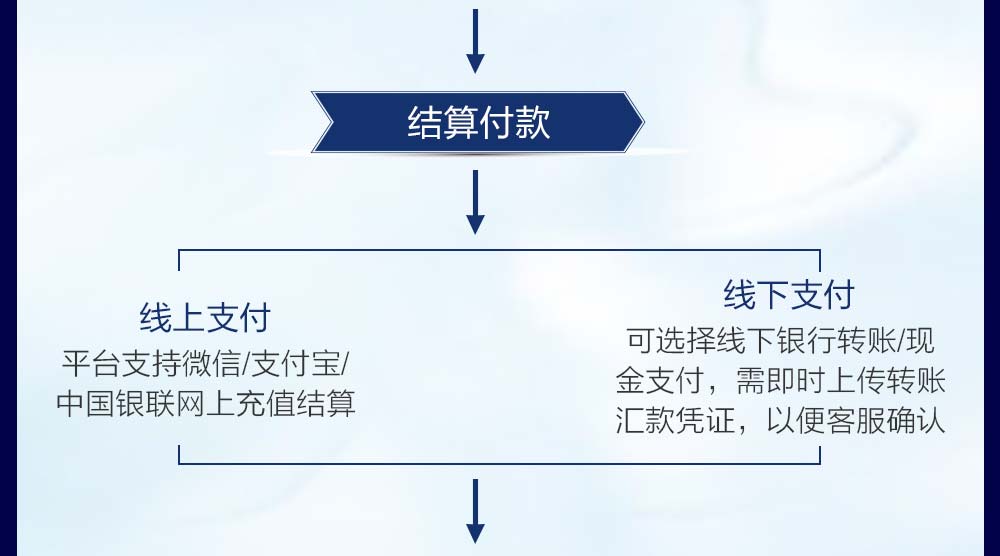 结算付款
线上支付
平台支持微信/支付宝/
中国银联网上充值结算
线下支付
可选择线下银行转账/现
金支付，需即时上传转账
汇款凭证，以便客服确认